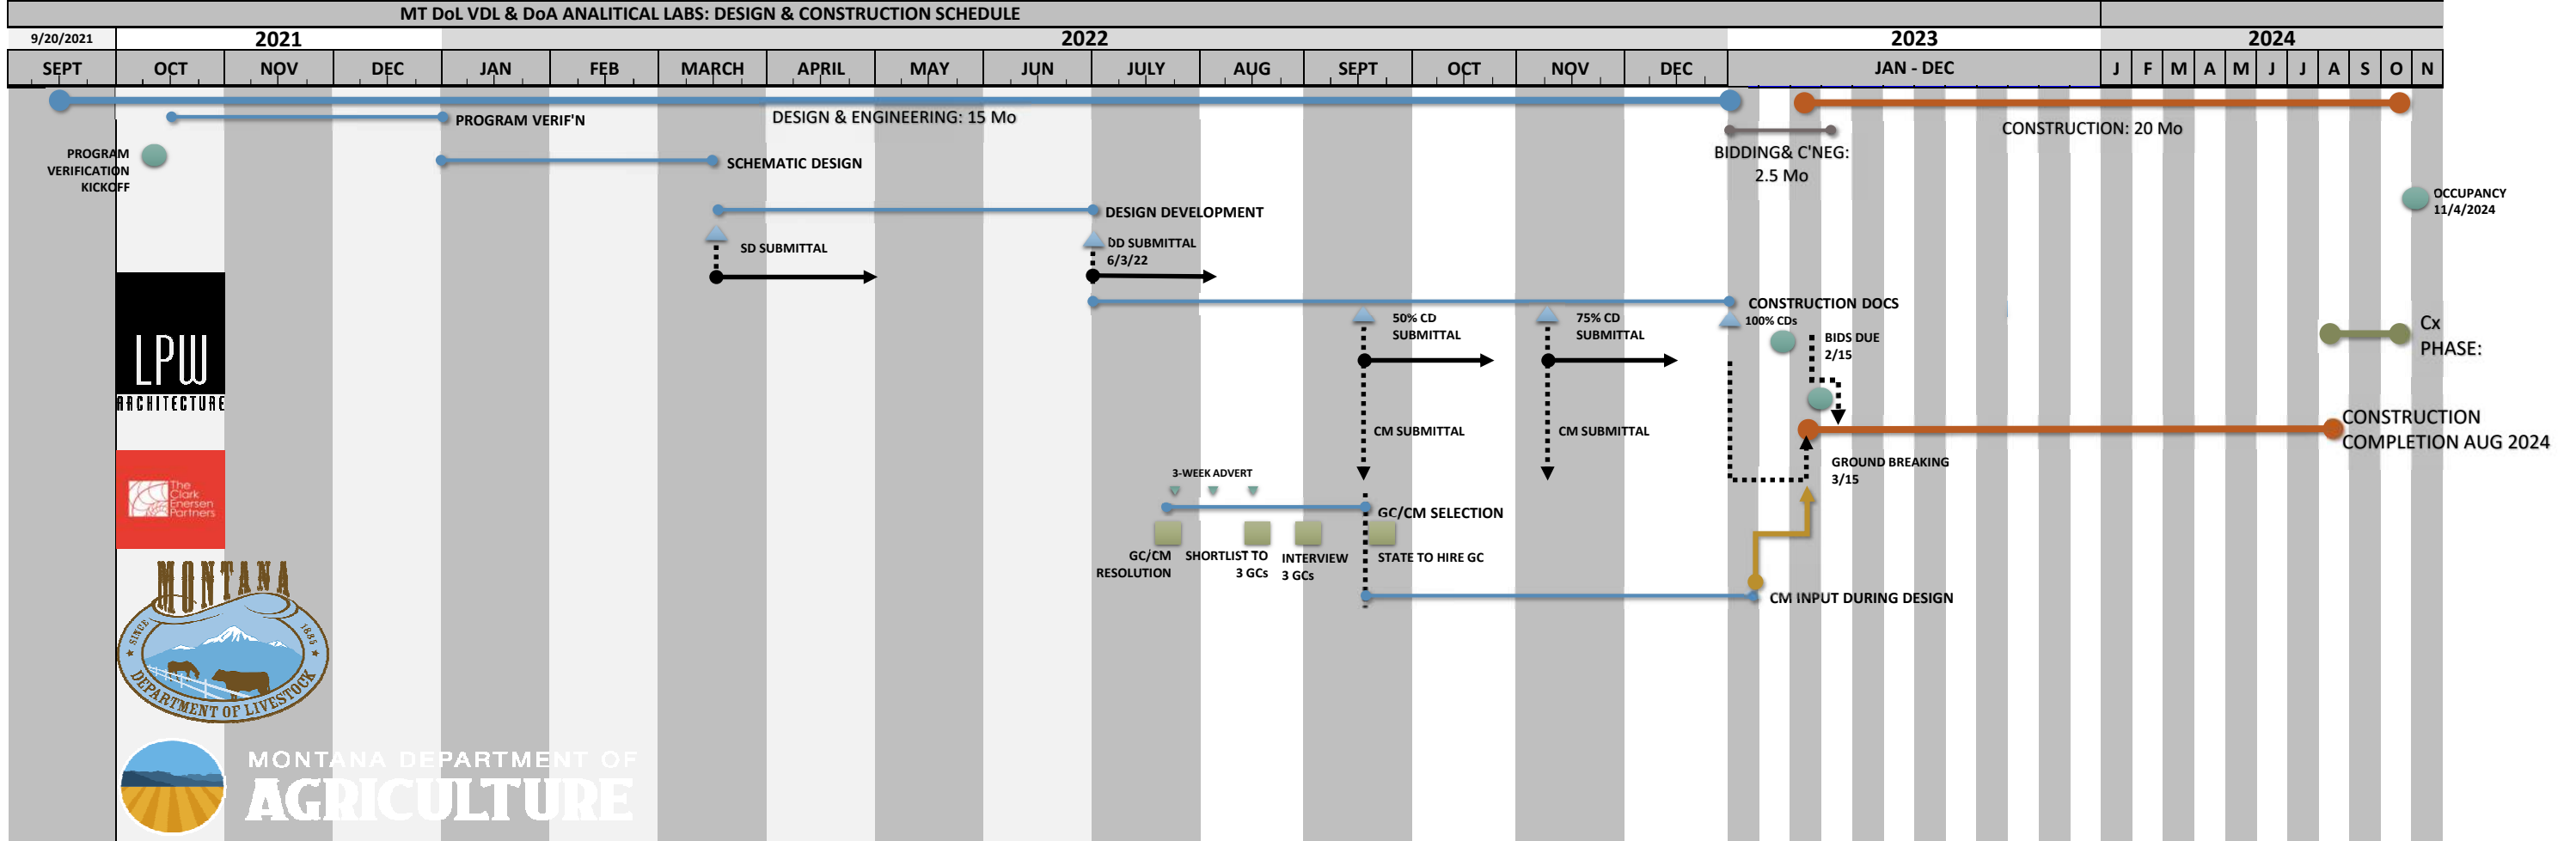 MT DoL VDL & DoA ANALITICAL LABS: DESIGN & CONSTRUCTION SCHEDULE
9/20/2021 2021 2022 2023 2024
SEPT OCT NOV DEC JAN FEB MARCH APRIL MAY JUN JULY AUG SEPT OCT NOV DEC JAN - DEC J F M A M J J A S O N
DESIGN & ENGINEERING: 15 Mo
PROGRAM VERIF'N
CONSTRUCTION: 20 Mo
BIDDING& C'NEG:
2.5 Mo
PROGRAM
VERIFICATION
KICKOFF
SCHEMATIC DESIGN
OCCUPANCY
11/4/2024
DESIGN DEVELOPMENT
SD SUBMITTAL
DD SUBMITTAL
6/3/22
CONSTRUCTION DOCS
50% CD
SUBMITTAL
75% CD
SUBMITTAL
100% CDs
BIDS DUE
2/15
Cx
PHASE:
LPW
ARCHITECTURE
CM SUBMITTAL
CM SUBMITTAL
CONSTRUCTION
COMPLETION AUG 2024
GROUND BREAKING
3/15
3-WEEK ADVERT
The
Clark
Enersen
Partners
GC/CM SELECTION
GC/CM
RESOLUTION
SHORTLIST TO
3 GCs
INTERVIEW
3 GCs
STATE TO HIRE GC
CM INPUT DURING DESIGN
MONTANA
SINCE 1885
DEPARTMENT OF LIVESTOCK
MONTANA DEPARTMENT OF
AGRICULTURE